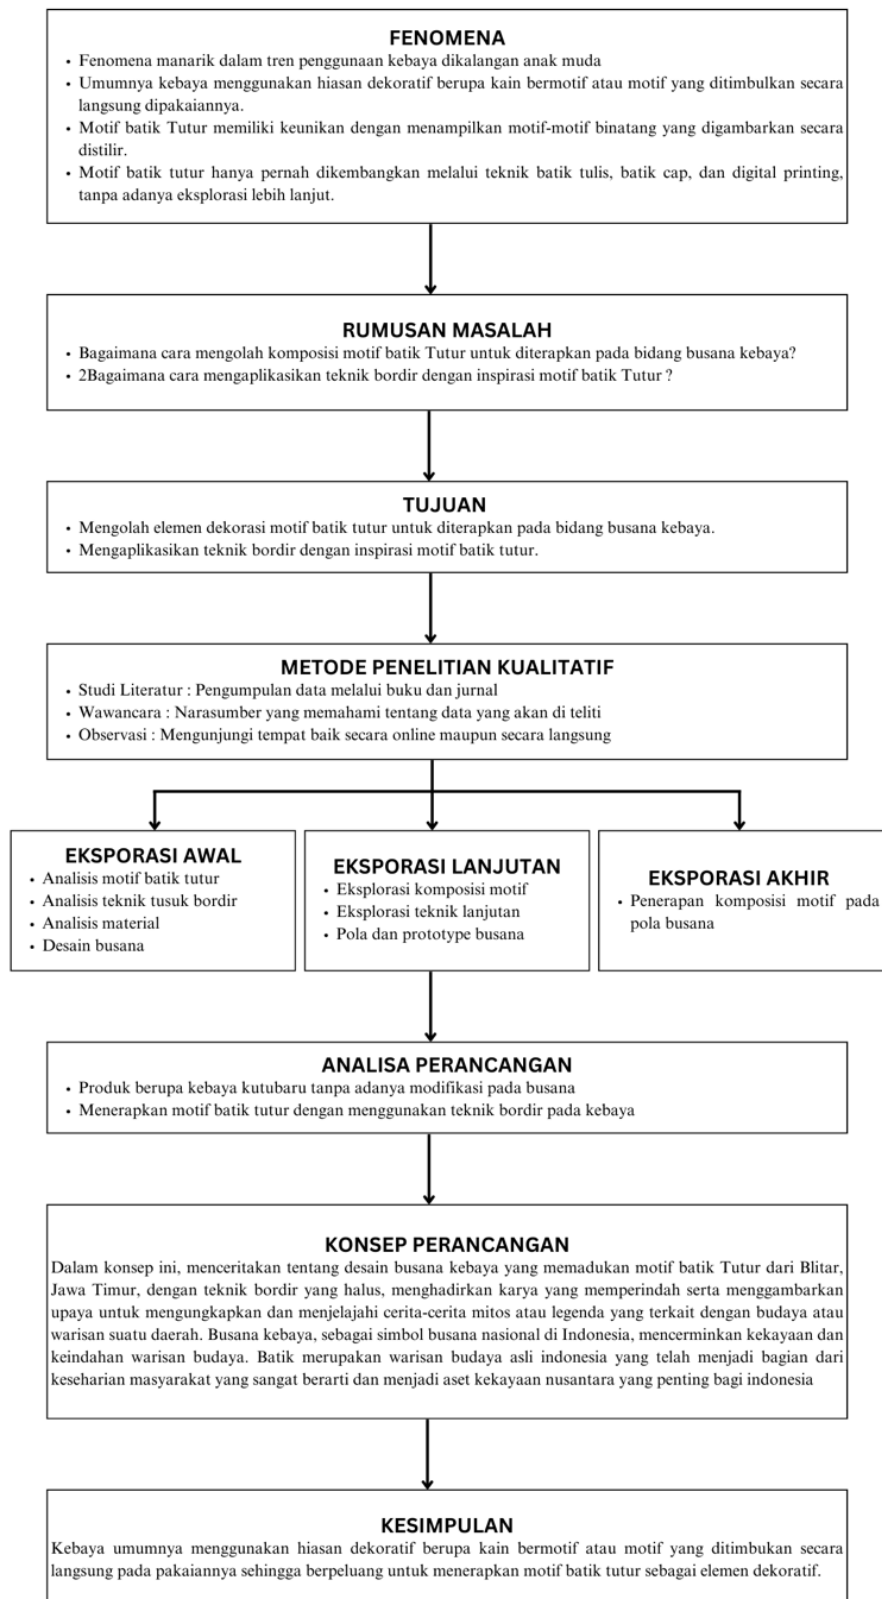 FENOMENA
• Fenomena manarik dalam tren penggunaan kebaya dikalangan anak muda
• Umumnya kebaya menggunakan hiasan dekoratif berupa kain bermotif atau motif yang ditimbulkan secara
langsung dipakaiannya.
• Motif batik Tutur memiliki keunikan dengan menampilkan motif-motif binatang yang digambarkan secara
distilir.
• Motif batik tutur hanya pernah dikembangkan melalui teknik batik tulis, batik cap, dan digital printing,
tanpa adanya eksplorasi lebih lanjut.
RUMUSAN MASALAH
• Bagaimana cara mengolah komposisi motif batik Tutur untuk diterapkan pada bidang busana kebaya?
• 2Bagaimana cara mengaplikasikan teknik bordir dengan inspirasi motif batik Tutur ?
TUJUAN
• Mengolah elemen dekorasi motif batik tutur untuk diterapkan pada bidang busana kebaya.
• Mengaplikasikan teknik bordir dengan inspirasi motif batik tutur.
METODE PENELITIAN KUALITATIF
• Studi Literatur : Pengumpulan data melalui buku dan jurnal
• Wawancara : Narasumber yang memahami tentang data yang akan di teliti
• Observasi : Mengunjungi tempat baik secara online maupun secara langsung
EKSPORASI AWAL
• Analisis motif batik tutur
• Analisis teknik tusuk bordir
• Analisis material
• Desain busana
EKSPORASI LANJUTAN
• Eksplorasi komposisi motif
• Eksplorasi teknik lanjutan
• Pola dan prototype busana
EKSPORASI AKHIR
• Penerapan komposisi motif pada
pola busana
ANALISA PERANCANGAN
• Produk berupa kebaya kutubaru tanpa adanya modifikasi pada busana
• Menerapkan motif batik tutur dengan menggunakan teknik bordir pada kebaya
KONSEP PERANCANGAN
Dalam konsep ini, menceritakan tentang desain busana kebaya yang memadukan motif batik Tutur dari Blitar,
Jawa Timur, dengan teknik bordir yang halus, menghadirkan karya yang memperindah serta menggambarkan
upaya untuk mengungkapkan dan menjelajahi cerita-cerita mitos atau legenda yang terkait dengan budaya atau
warisan suatu daerah. Busana kebaya, sebagai simbol busana nasional di Indonesia, mencerminkan kekayaan dan
keindahan warisan budaya. Batik merupakan warisan budaya asli indonesia yang telah menjadi bagian dari
keseharian masyarakat yang sangat berarti dan menjadi aset kekayaan nusantara yang penting bagi indonesia
KESIMPULAN
Kebaya umumnya menggunakan hiasan dekoratif berupa kain bermotif atau motif yang ditimbukan secara
langsung pada pakaiannya sehingga berpeluang untuk menerapkan motif batik tutur sebagai elemen dekoratif.